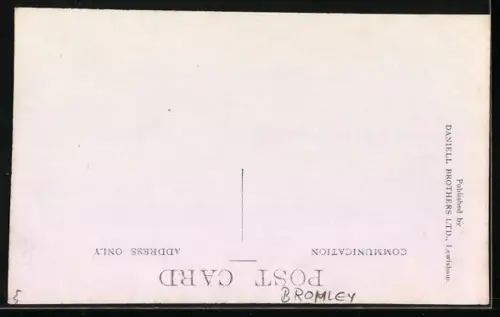 POST CARD
COMMUNICATION
ADDRESS ONLY
Published by
DANIELL BROTHERS LTD., Lewisham.
BROMLEY
5